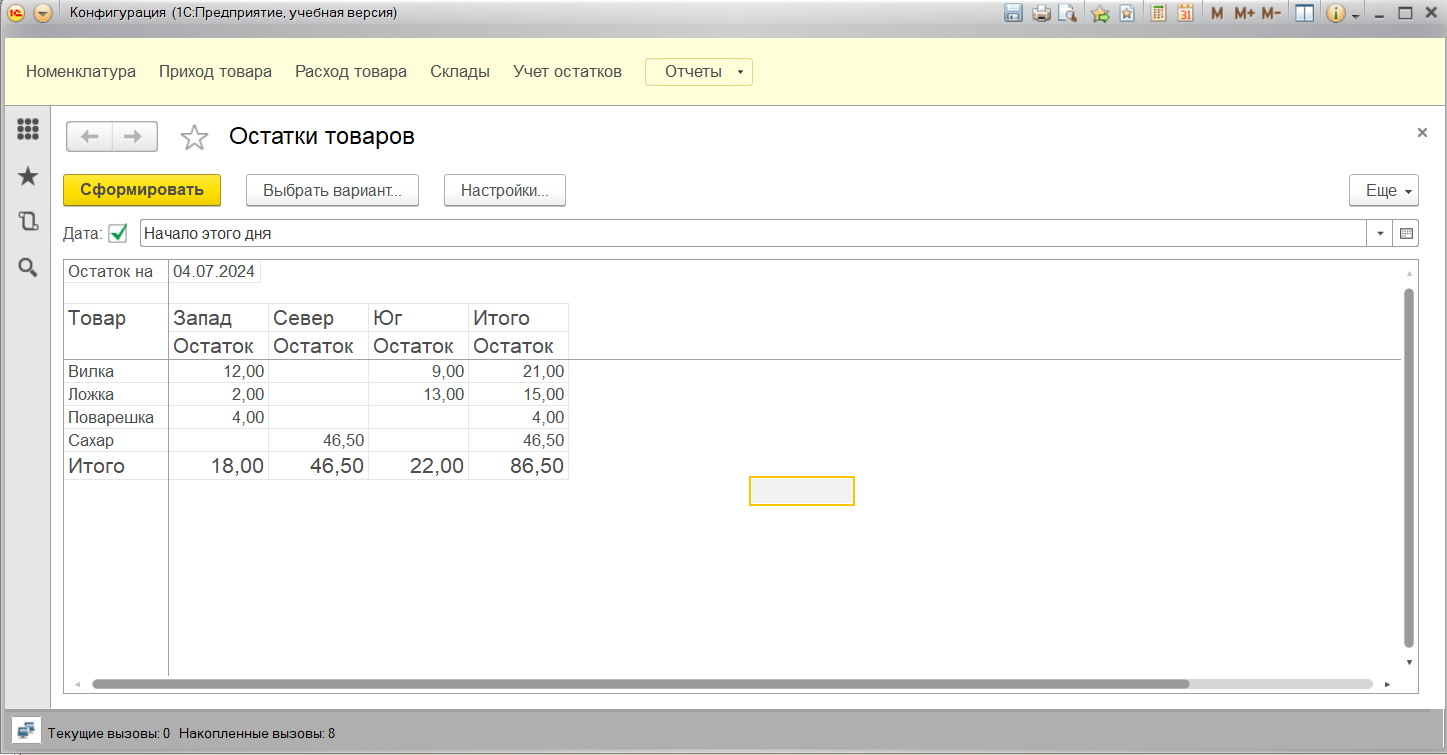 Конфигурация (1С:Предприятие, учебная версия)
31 M M+ M-
Номенклатура Приход товара Расход товара Склады Учет остатков Отчеты
Остатки товаров
Сформировать Выбрать вариант... Настройки... Еще
Дата: Начало этого дня
Остаток на 04.07.2024
Товар Запад Север Юг Итого
Остаток Остаток Остаток Остаток
Вилка 12,00 9,00 21,00
Ложка 2,00 13,00 15,00
Поварешка 4,00 4,00
Сахар 46,50 46,50
Итого 18,00 46,50 22,00 86,50
Текущие вызовы: 0 Накопленные вызовы: 8